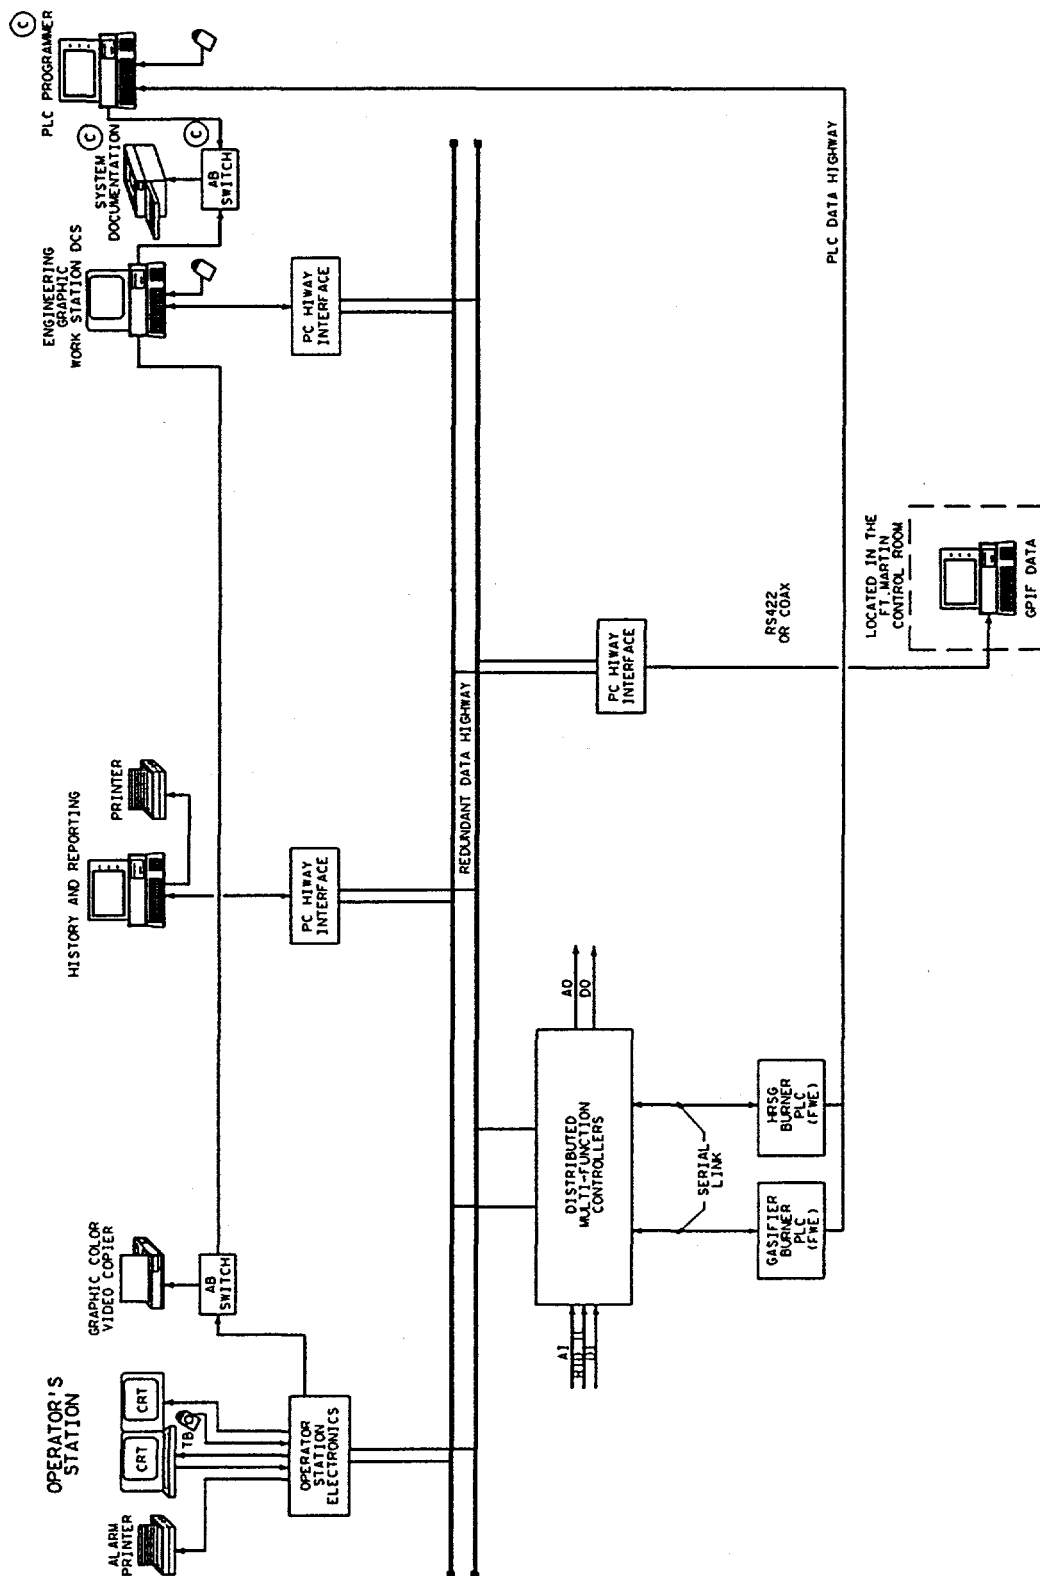 OPERATOR'S
STATION
ALARM
PRINTER
CRT
CRT
TB
OPERATOR
STATION
ELECTRONICS
GRAPHIC COLOR
VIDEO COPIER
AB
SWITCH
HISTORY AND REPORTING
PRINTER
PC HIWAY
INTERFACE
ENGINEERING
GRAPHIC
WORK STATION DCS
PC HIWAY
INTERFACE
SYSTEM
DOCUMENTATION
C
AB
SWITCH
C
PLC PROGRAMMER
C
REDUNDANT DATA HIGHWAY
AI
DISTRIBUTED
MULTI-FUNCTION
CONTROLLERS
AO
DO
SERIAL
LINK
GASIFIER
BURNER
PLC
(FWE)
HRSG
BURNER
PLC
(FWE)
PC HIWAY
INTERFACE
RS422
OR COAX
PLC DATA HIGHWAY
LOCATED IN THE
FT.MARTIN
CONTROL ROOM
GPIF DATA